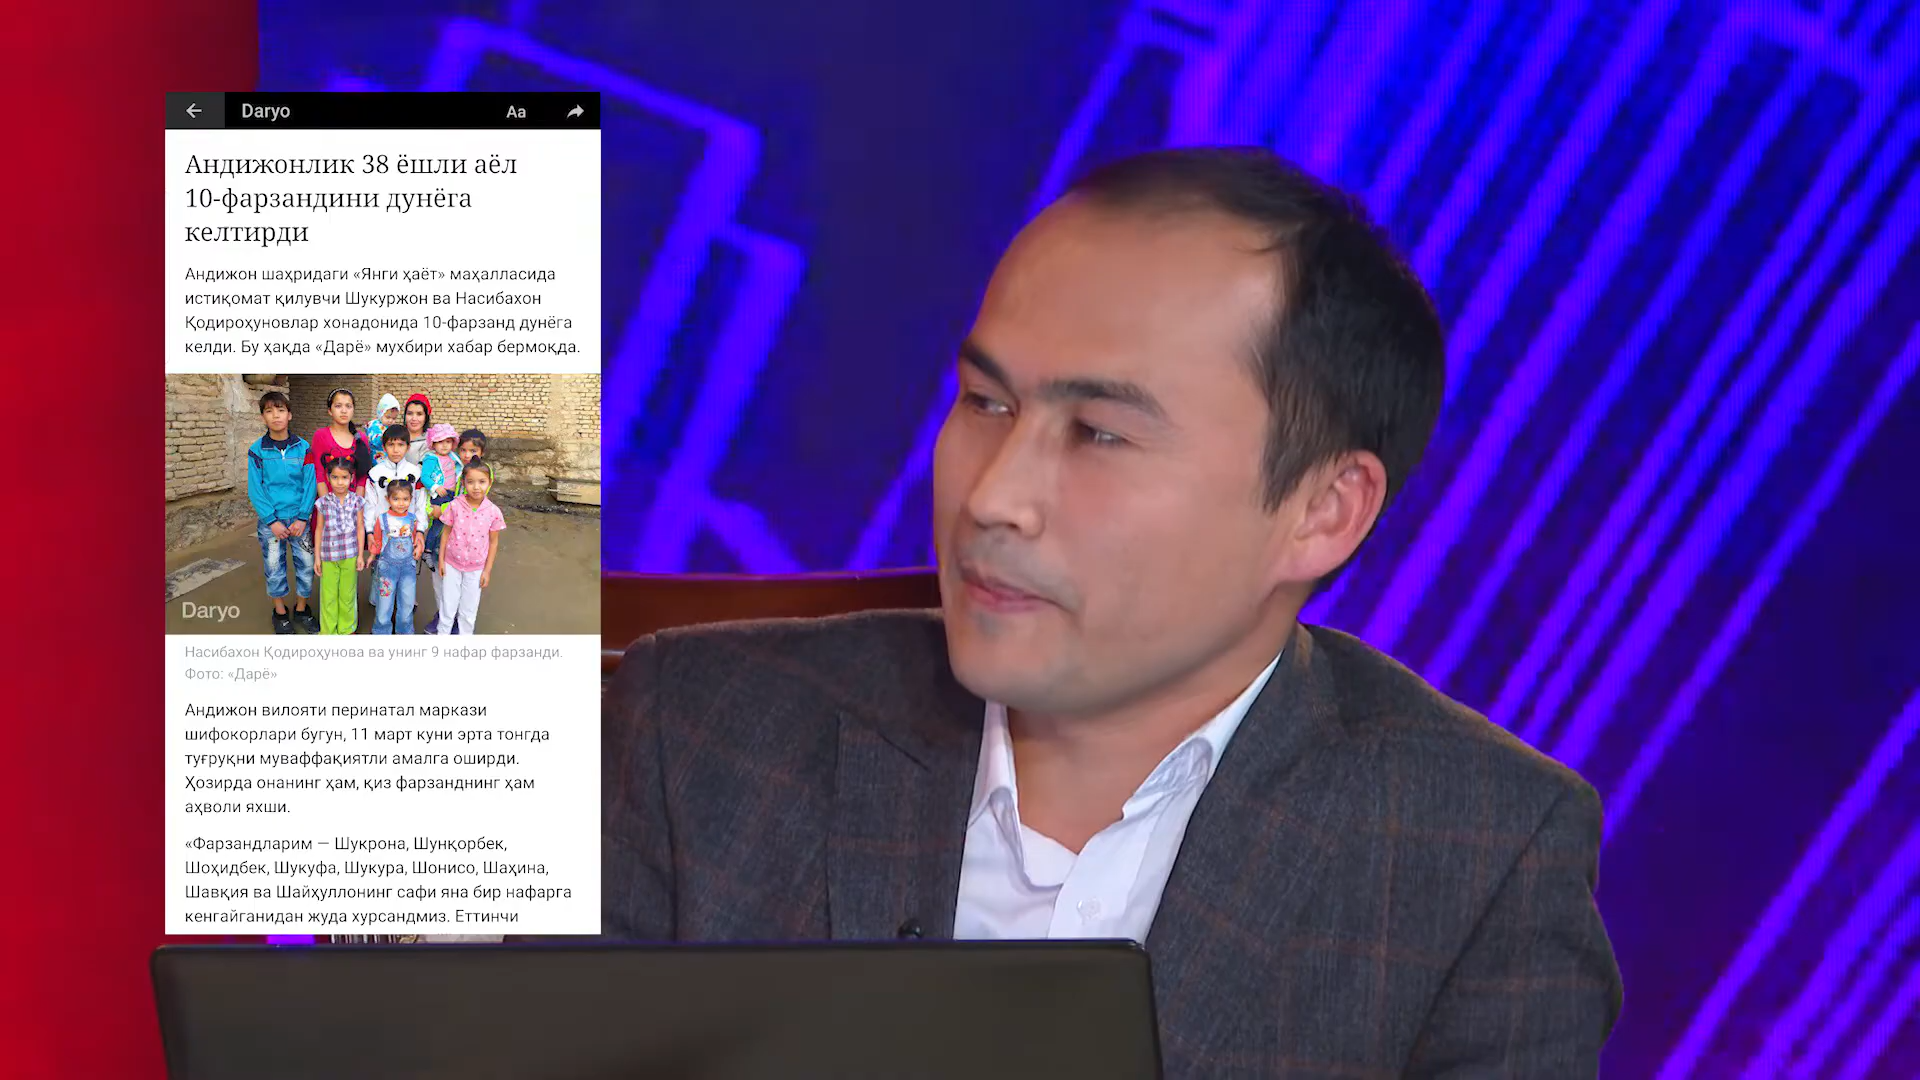 Daryo
Aa
Андижонлик 38 ёшли аёл
10-фарзандини дунёга
келтирди
Андижон шаҳридаги «Янги ҳаёт» маҳалласида
истиқомат қилувчи Шукуржон ва Насибахон
Қодироҳуновлар хонадонида 10-фарзанд дунёга
келди. Бу ҳақда «Дарё» мухбири хабар бермоқда.
Daryo
Насибахон Қодироҳунова ва унинг 9 нафар фарзанди.
Фото: «Дарё»
Андижон вилояти перинатал маркази
шифокорлари бугун, 11 март куни эрта тонгда
туғруқни муваффақиятли амалга оширди.
Ҳозирда онанинг ҳам, қиз фарзанднинг ҳам
аҳволи яхши.
«Фарзандларим — Шукрона, Шунқорбек,
Шоҳидбек, Шукуфа, Шукура, Шонисо, Шаҳина,
Шавқия ва Шайҳуллонинг сафи яна бир нафарга
кенгайганидан жуда хурсандмиз. Еттинчи